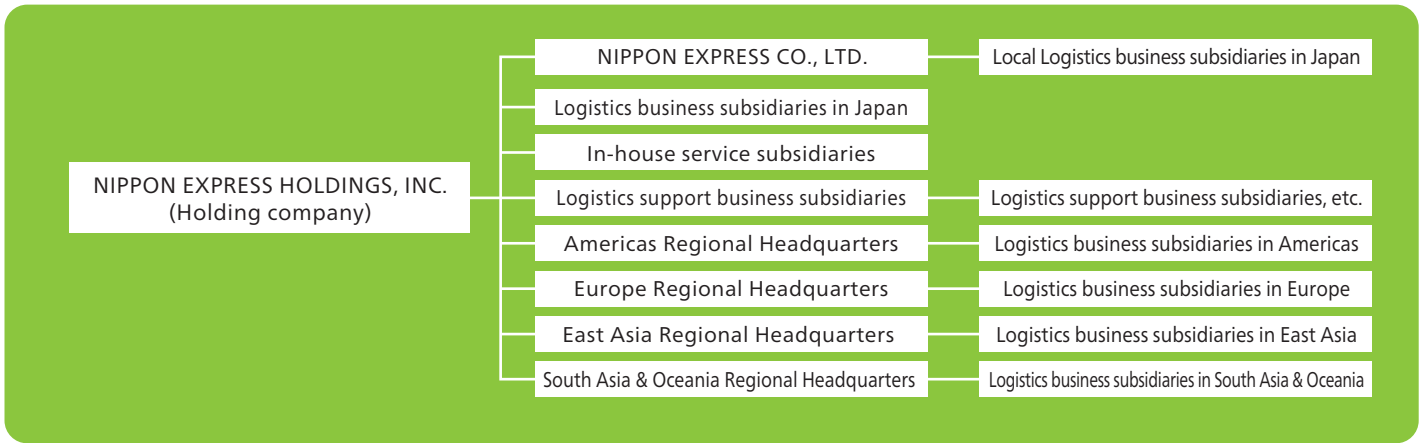 NIPPON EXPRESS HOLDINGS, INC.
(Holding company)
NIPPON EXPRESS CO., LTD.
Local Logistics business subsidiaries in Japan
Logistics business subsidiaries in Japan
In-house service subsidiaries
Logistics support business subsidiaries
Logistics support business subsidiaries, etc.
Americas Regional Headquarters
Logistics business subsidiaries in Americas
Europe Regional Headquarters
Logistics business subsidiaries in Europe
East Asia Regional Headquarters
Logistics business subsidiaries in East Asia
South Asia & Oceania Regional Headquarters
Logistics business subsidiaries in South Asia & Oceania